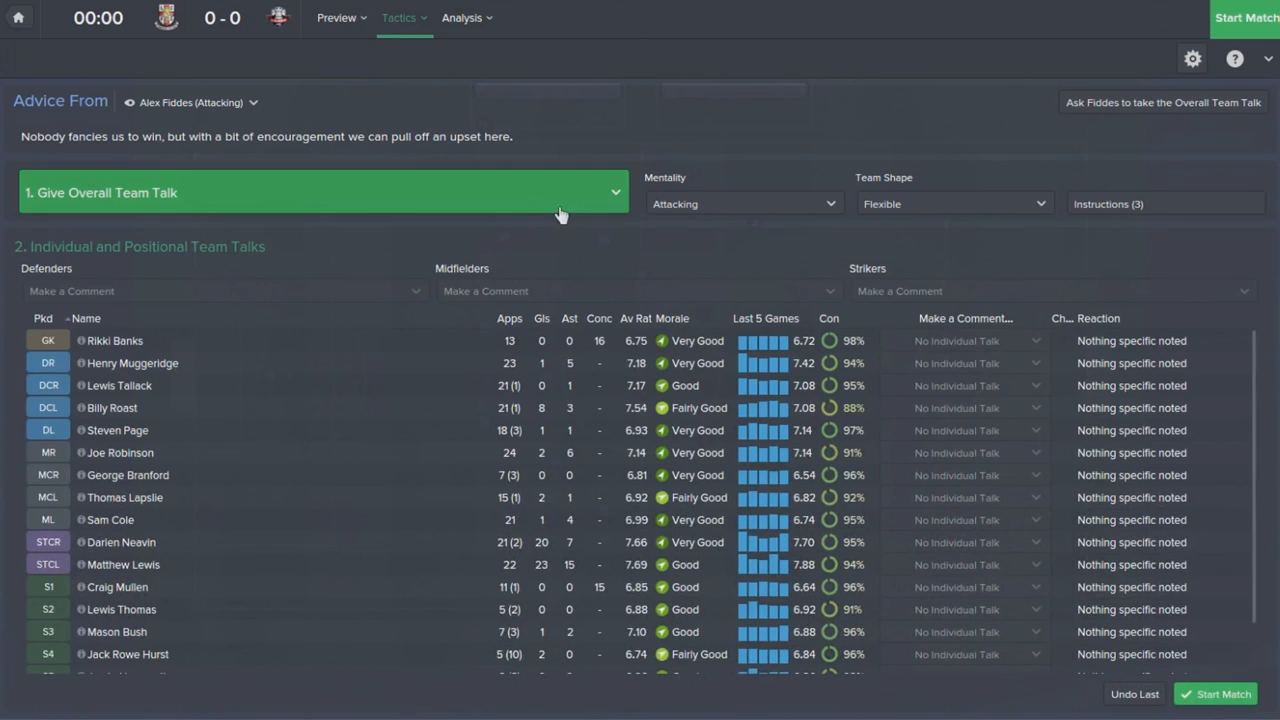 00:00
0 - 0
Preview
Tactics
Analysis
Start Match
?
Advice From
Alex Fiddes (Attacking)
Ask Fiddes to take the Overall Team Talk
Nobody fancies us to win, but with a bit of encouragement we can pull off an upset here.
1. Give Overall Team Talk
Mentality
Team Shape
Attacking
Flexible
Instructions (3)
2. Individual and Positional Team Talks
Defenders Midfielders Strikers
Make a Comment Make a Comment Make a Comment
Pkd Name Apps Gls Ast Conc Av Rat Morale Last 5 Games Con Make a Comment... Ch... Reaction
GK Rikki Banks 13 0 0 16 6.75 Very Good 6.72 98% No Individual Talk Nothing specific noted
DR Henry Muggeridge 23 1 5 - 7.18 Very Good 7.42 94% No Individual Talk Nothing specific noted
DCR Lewis Tallack 21 (1) 0 1 - 7.17 Good 7.08 95% No Individual Talk Nothing specific noted
DCL Billy Roast 21 (1) 8 3 - 7.54 Fairly Good 7.08 88% No Individual Talk Nothing specific noted
DL Steven Page 18 (3) 1 1 - 6.93 Very Good 7.14 97% No Individual Talk Nothing specific noted
MR Joe Robinson 24 2 6 - 7.14 Very Good 7.14 91% No Individual Talk Nothing specific noted
MCR George Branford 7 (3) 0 0 - 6.81 Very Good 6.54 96% No Individual Talk Nothing specific noted
MCL Thomas Lapslie 15 (1) 2 1 - 6.92 Fairly Good 6.82 92% No Individual Talk Nothing specific noted
ML Sam Cole 21 1 4 - 6.99 Very Good 6.74 95% No Individual Talk Nothing specific noted
STCR Darien Neavin 21 (2) 20 7 - 7.66 Very Good 7.70 95% No Individual Talk Nothing specific noted
STCL Matthew Lewis 22 23 15 - 7.69 Good 7.88 94% No Individual Talk Nothing specific noted
S1 Craig Mullen 11 (1) 0 0 15 6.85 Good 6.64 96% No Individual Talk Nothing specific noted
S2 Lewis Thomas 5 (2) 0 0 - 6.88 Good 6.92 91% No Individual Talk Nothing specific noted
S3 Mason Bush 7 (3) 1 2 - 7.10 Good 6.88 96% No Individual Talk Nothing specific noted
S4 Jack Rowe Hurst 5 (10) 2 0 - 6.74 Fairly Good 6.84 96% No Individual Talk Nothing specific noted
Undo Last
Start Match